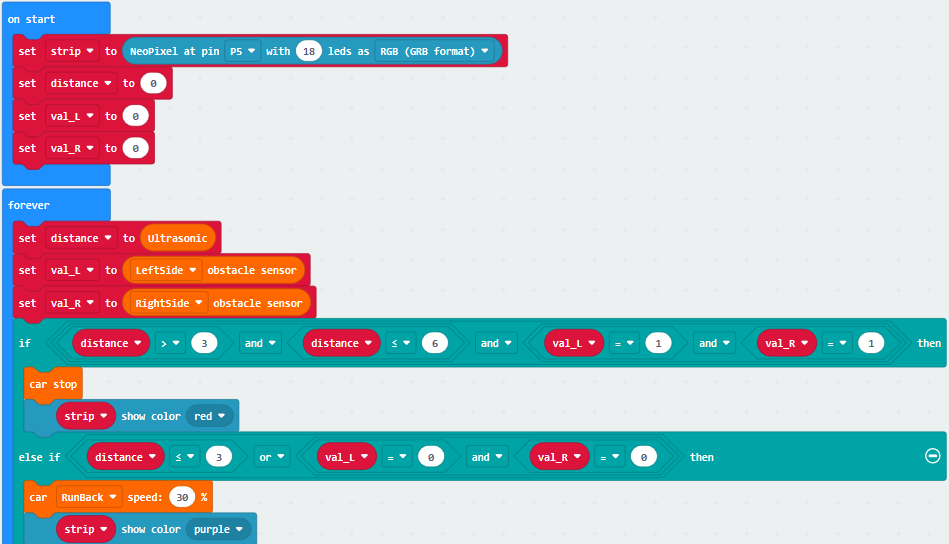 on start
set strip to NeoPixel at pin P5 with 18 leds as RGB (GRB format)
set distance to 0
set val_L to 0
set val_R to 0
forever
set distance to Ultrasonic
set val_L to LeftSide obstacle sensor
set val_R to RightSide obstacle sensor
if distance > 3 and distance ≤ 6 and val_L = 1 and val_R = 1 then
car stop
strip show color red
else if distance ≤ 3 or val_L = 0 and val_R = 0 then
car RunBack speed: 30 %
strip show color purple